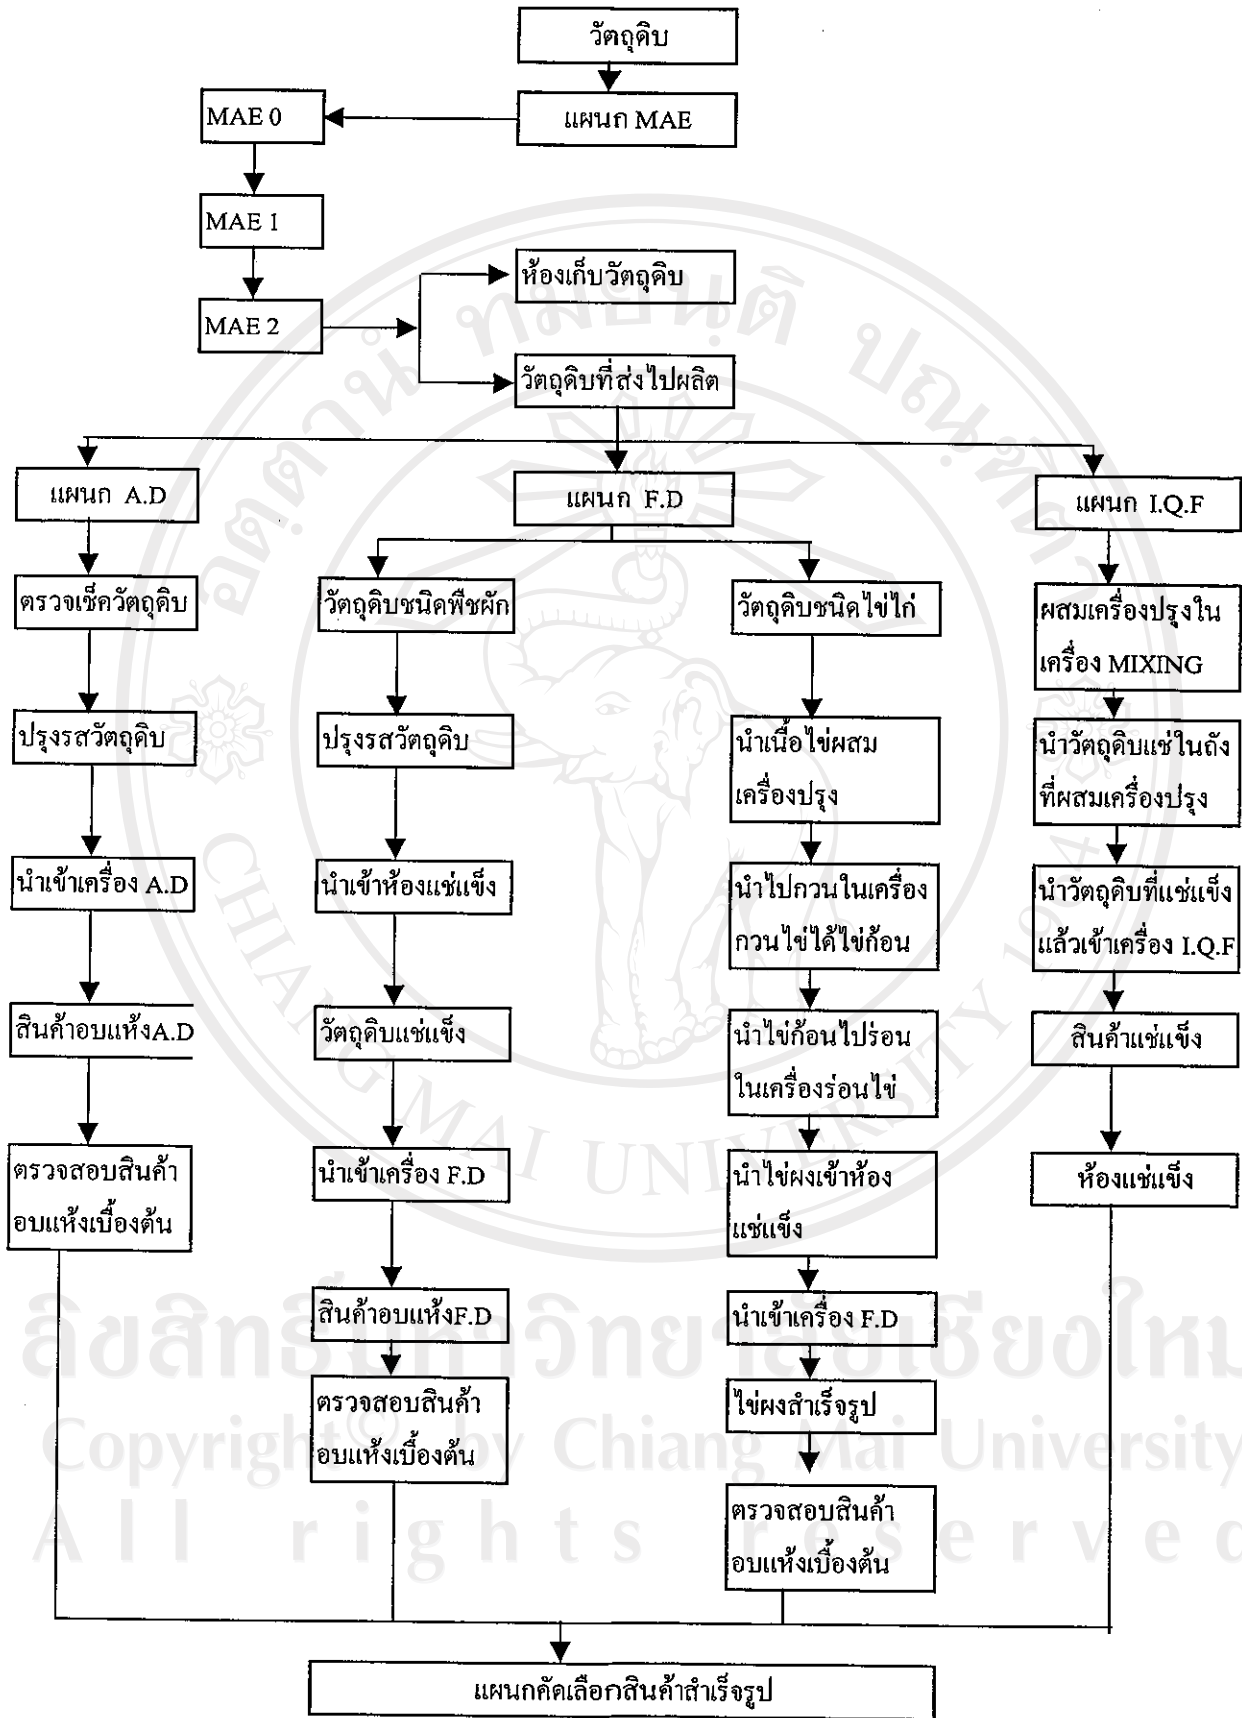 วัตถุดิบ
แผนก MAE
MAE 0
MAE 1
MAE 2
ห้องเก็บวัตถุดิบ
วัตถุดิบที่ส่งไปผลิต
แผนก A.D
ตรวจเช็ควัตถุดิบ
ปรุงรสวัตถุดิบ
นำเข้าเครื่อง A.D
สินค้าอบแห้งA.D
ตรวจสอบสินค้า
อบแห้งเบื้องต้น
แผนก F.D
วัตถุดิบชนิดพืชผัก
ปรุงรสวัตถุดิบ
นำเข้าห้องแช่แข็ง
วัตถุดิบแช่แข็ง
นำเข้าเครื่อง F.D
สินค้าอบแห้งF.D
ตรวจสอบสินค้า
อบแห้งเบื้องต้น
วัตถุดิบชนิดไข่ไก่
นำเนื้อไข่ผสม
เครื่องปรุง
นำไปกวนในเครื่อง
กวนไข่ได้ไข่ก้อน
นำไข่ก้อนไปร่อน
ในเครื่องร่อนไข่
นำไข่ผงเข้าห้อง
แช่แข็ง
นำเข้าเครื่อง F.D
ไข่ผงสำเร็จรูป
ตรวจสอบสินค้า
อบแห้งเบื้องต้น
แผนก I.Q.F
ผสมเครื่องปรุงใน
เครื่อง MIXING
นำวัตถุดิบแช่ในถัง
ที่ผสมเครื่องปรุง
นำวัตถุดิบที่แช่แข็ง
แล้วเข้าเครื่อง I.Q.F
สินค้าแช่แข็ง
ห้องแช่แข็ง
แผนกคัดเลือกสินค้าสำเร็จรูป
อตฺตานํ ทมยนฺติ ปณฺฑิตา
CHIANG MAI UNIVERSITY 1964
ลิขสิทธิ์มหาวิทยาลัยเชียงใหม่
Copyright© by Chiang Mai University
All rights reserved